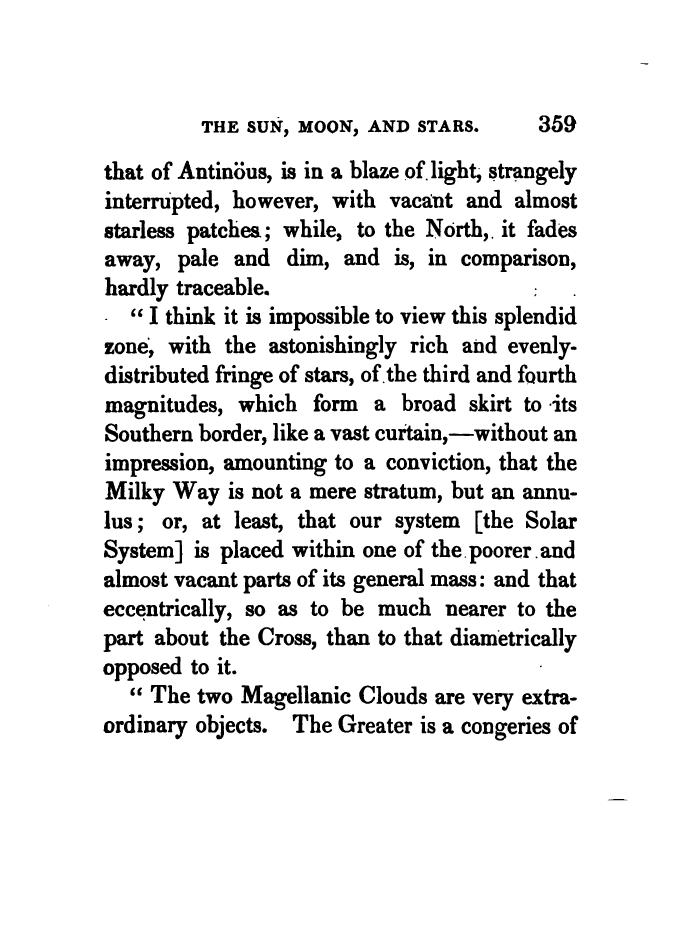 THE SUN, MOON, AND STARS. 359
that of Antinöus, is in a blaze of light, strangely
interrupted, however, with vacant and almost
starless patches; while, to the North, it fades
away, pale and dim, and is, in comparison,
hardly traceable.
“ I think it is impossible to view this splendid
zone, with the astonishingly rich and evenly-
distributed fringe of stars, of the third and fourth
magnitudes, which form a broad skirt to its
Southern border, like a vast curtain,—without an
impression, amounting to a conviction, that the
Milky Way is not a mere stratum, but an annu-
lus; or, at least, that our system [the Solar
System] is placed within one of the poorer and
almost vacant parts of its general mass: and that
eccentrically, so as to be much nearer to the
part about the Cross, than to that diametrically
opposed to it.
“ The two Magellanic Clouds are very extra-
ordinary objects. The Greater is a congeries of